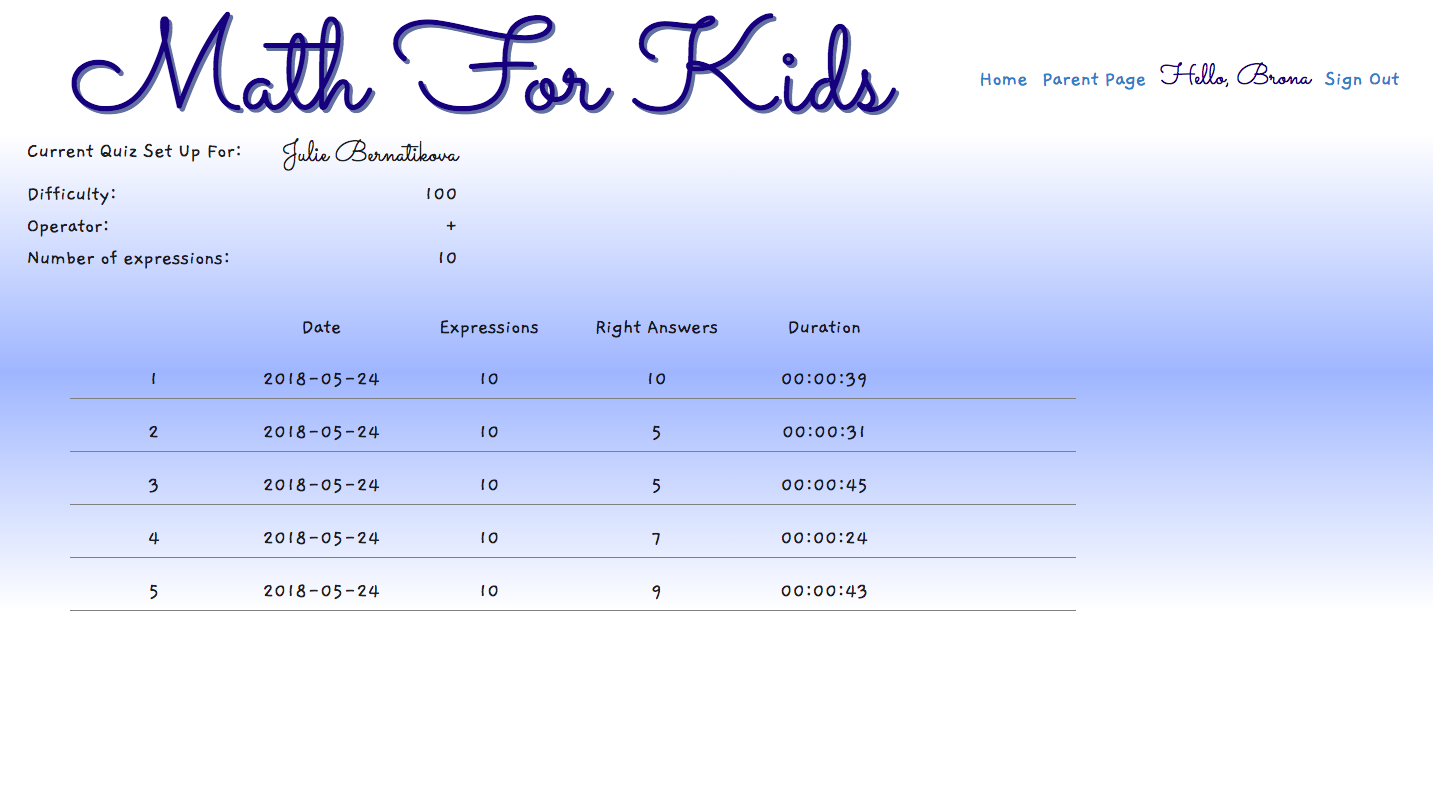 Math For Kids
Home Parent Page Hello, Brona Sign Out
Current Quiz Set Up For: Julie Bernatikova
Difficulty: 100
Operator: +
Number of expressions: 10
Date Expressions Right Answers Duration
1 2018-05-24 10 10 00:00:39
2 2018-05-24 10 5 00:00:31
3 2018-05-24 10 5 00:00:45
4 2018-05-24 10 7 00:00:24
5 2018-05-24 10 9 00:00:43